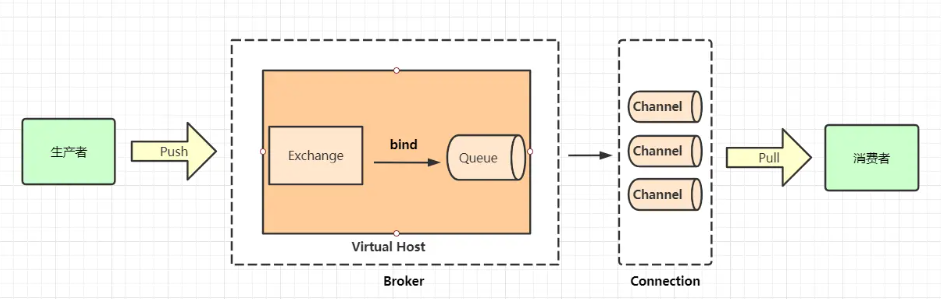 生产者
Push
Exchange
bind
Queue
Virtual Host
Broker
Channel
Channel
Channel
Connection
Pull
消费者